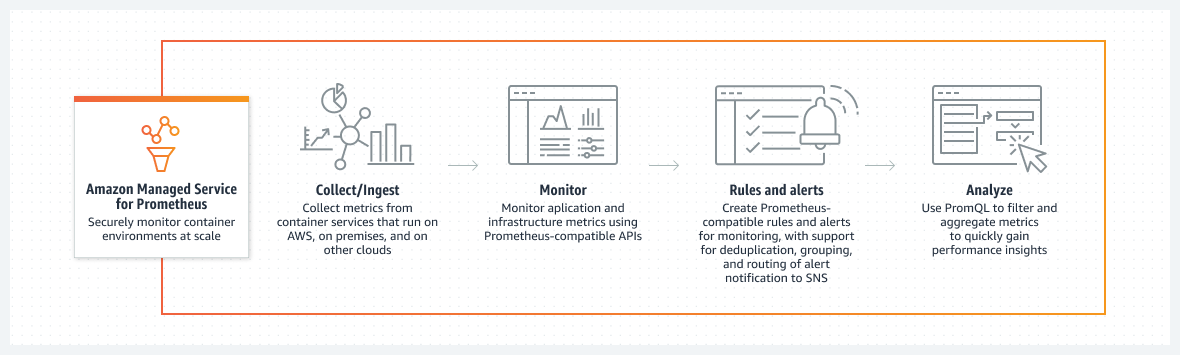 Amazon Managed Service
for Prometheus
Securely monitor container
environments at scale
Collect/Ingest
Collect metrics from
container services that run on
AWS, on premises, and on
other clouds
Monitor
Monitor aplication and
infrastructure metrics using
Prometheus-compatible APIs
Rules and alerts
Create Prometheus-
compatible rules and alerts
for monitoring, with support
for deduplication, grouping,
and routing of alert
notification to SNS
Analyze
Use PromQL to filter and
aggregate metrics
to quickly gain
performance insights